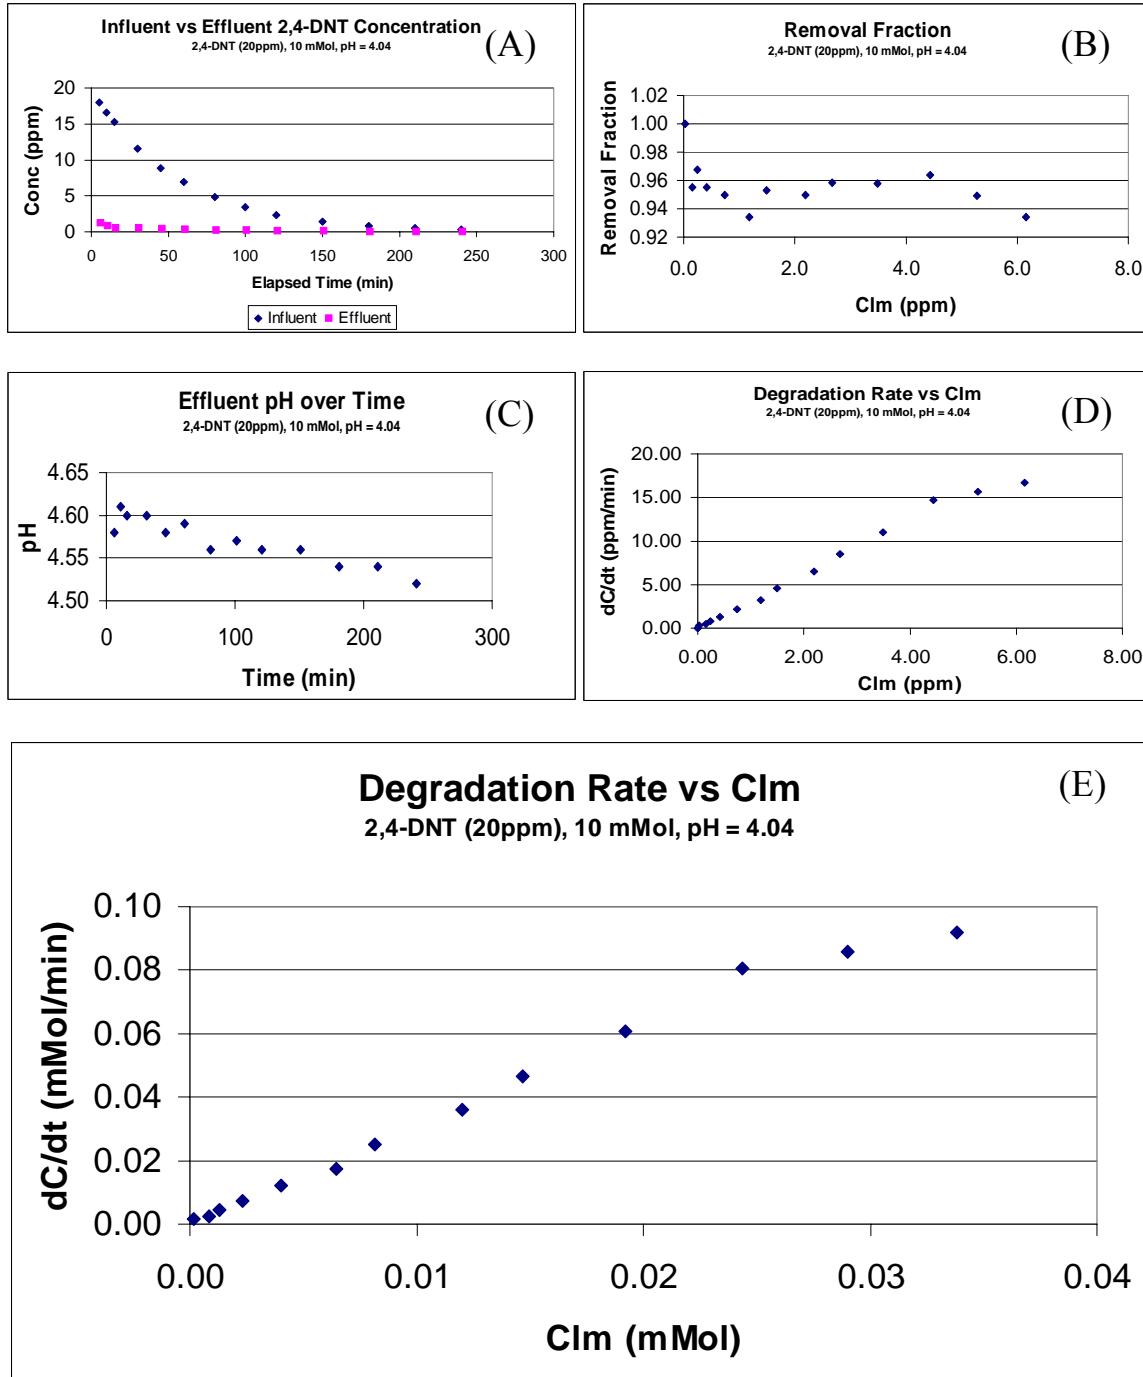 Influent vs Effluent 2,4-DNT Concentration
2,4-DNT (20ppm), 10 mMol, pH = 4.04
(A)
Conc (ppm)
20
15
10
5
0
0 50 100 150 200 250 300
Elapsed Time (min)
Influent Effluent
Removal Fraction
2,4-DNT (20ppm), 10 mMol, pH = 4.04
(B)
Removal Fraction
1.02
1.00
0.98
0.96
0.94
0.92
0.0 2.0 4.0 6.0 8.0
Clm (ppm)
Effluent pH over Time
2,4-DNT (20ppm), 10 mMol, pH = 4.04
(C)
pH
4.65
4.60
4.55
4.50
0 100 200 300
Time (min)
Degradation Rate vs Clm
2,4-DNT (20ppm), 10 mMol, pH = 4.04
(D)
dC/dt (ppm/min)
20.00
15.00
10.00
5.00
0.00
0.00 2.00 4.00 6.00 8.00
Clm (ppm)
Degradation Rate vs Clm
2,4-DNT (20ppm), 10 mMol, pH = 4.04
(E)
dC/dt (mMol/min)
0.10
0.08
0.06
0.04
0.02
0.00
0.00 0.01 0.02 0.03 0.04
Clm (mMol)